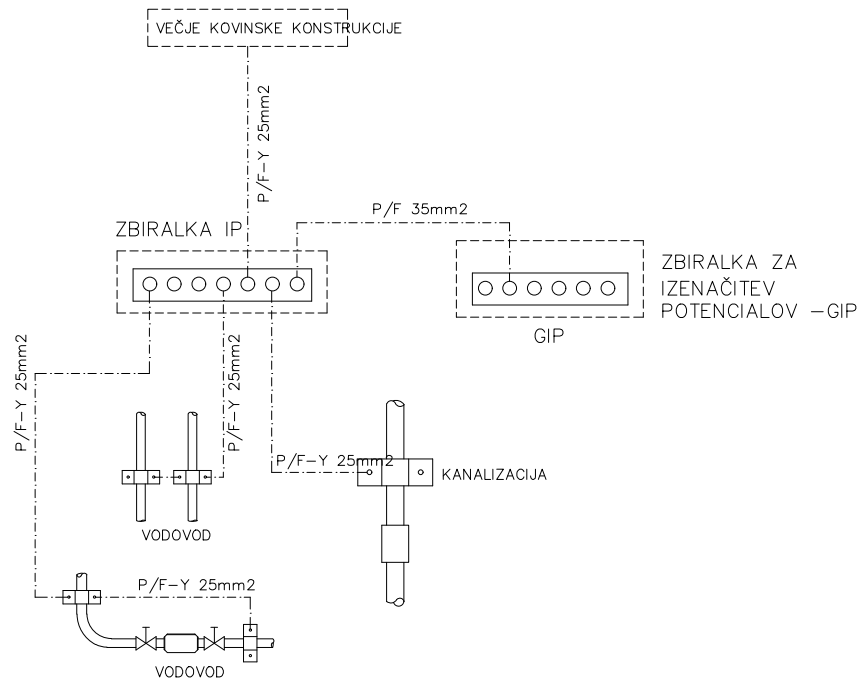 VEČJE KOVINSKE KONSTRUKCIJE
P/F-Y 25mm2
P/F 35mm2
ZBIRALKA IP
ZBIRALKA ZA
IZENAČITEV
POTENCIALOV -GIP
GIP
P/F-Y 25mm2
P/F-Y 25mm2
P/F-Y 25mm2
KANALIZACIJA
VODOVOD
P/F-Y 25mm2
VODOVOD